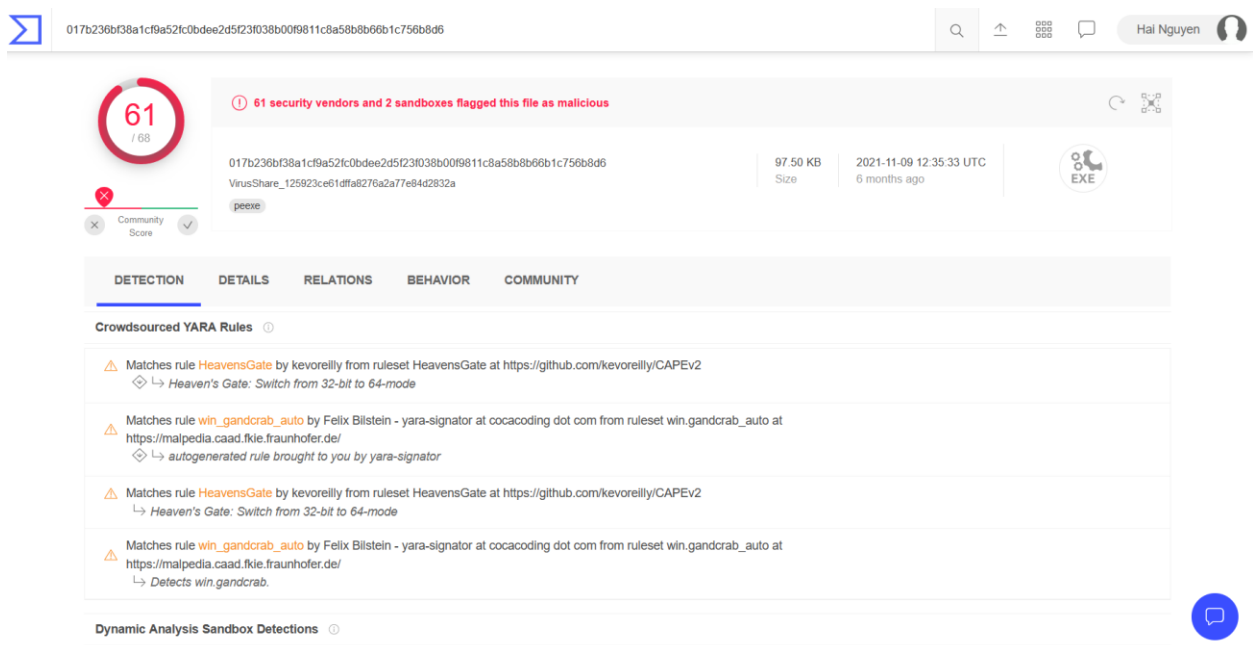 017b236bf38a1cf9a52fc0bdee2d5f23f038b00f9811c8a58b8b66b1c756b8d6
Hai Nguyen
61
/ 68
61 security vendors and 2 sandboxes flagged this file as malicious
017b236bf38a1cf9a52fc0bdee2d5f23f038b00f9811c8a58b8b66b1c756b8d6
VirusShare_125923ce61dffa8276a2a77e84d2832a
peexe
97.50 KB
Size
2021-11-09 12:35:33 UTC
6 months ago
EXE
Community
Score
DETECTION
DETAILS
RELATIONS
BEHAVIOR
COMMUNITY
Crowdsourced YARA Rules
Matches rule HeavensGate by kevoreilly from ruleset HeavensGate at https://github.com/kevoreilly/CAPEv2
Heaven's Gate: Switch from 32-bit to 64-mode
Matches rule win_gandcrab_auto by Felix Bilstein - yara-signator at cocacoding dot com from ruleset win.gandcrab_auto at
https://malpedia.caad.fkie.fraunhofer.de/
autogenerated rule brought to you by yara-signator
Matches rule HeavensGate by kevoreilly from ruleset HeavensGate at https://github.com/kevoreilly/CAPEv2
Heaven's Gate: Switch from 32-bit to 64-mode
Matches rule win_gandcrab_auto by Felix Bilstein - yara-signator at cocacoding dot com from ruleset win.gandcrab_auto at
https://malpedia.caad.fkie.fraunhofer.de/
Detects win.gandcrab.
Dynamic Analysis Sandbox Detections